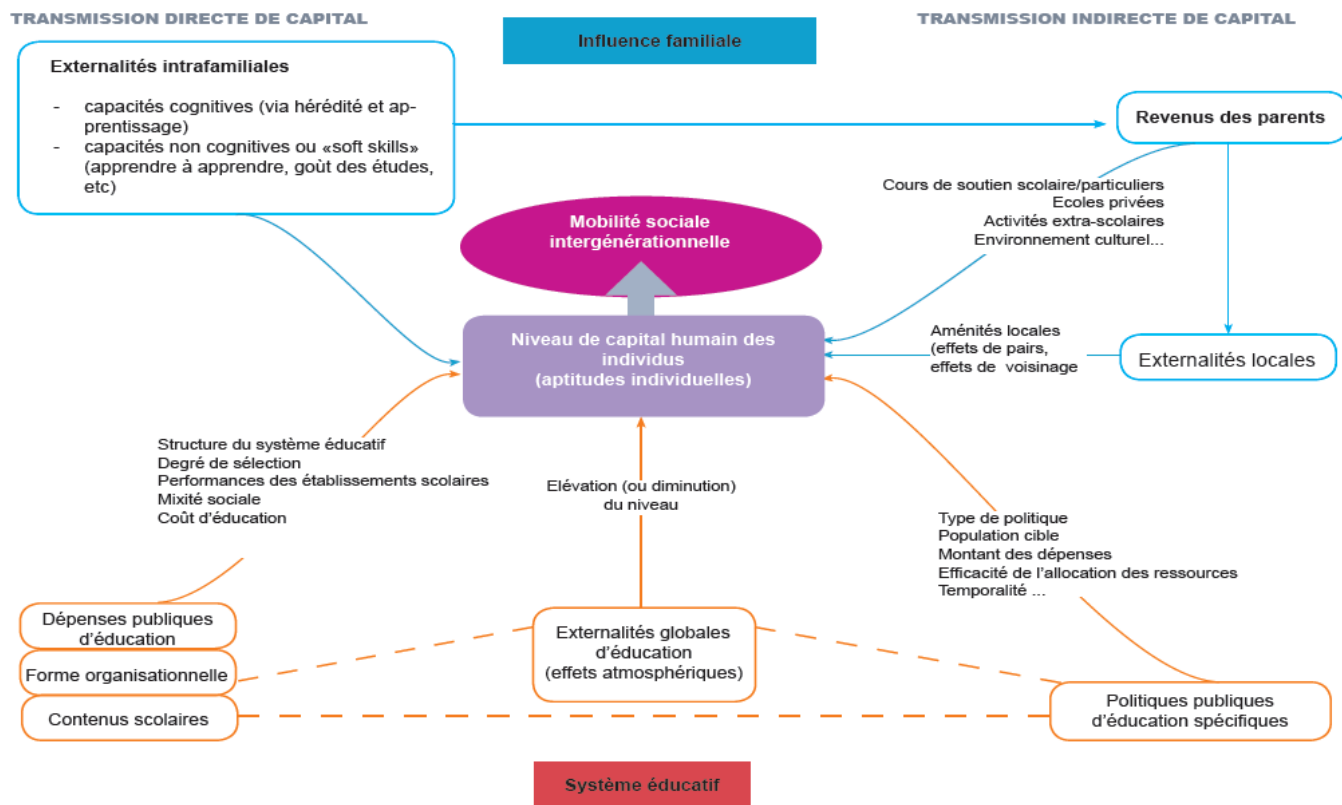 TRANSMISSION DIRECTE DE CAPITAL
TRANSMISSION INDIRECTE DE CAPITAL
Influence familiale
Externalités intrafamiliales
- capacités cognitives (via hérédité et ap-
prentissage)
- capacités non cognitives ou «soft skills»
(apprendre à apprendre, goùt des études,
etc)
Revenus des parents
Cours de soutien scolaire/particuliers
Ecoles privées
Activités extra-scolaires
Environnement culturel...
Mobilité sociale
intergénérationnelle
Niveau de capital humain des
individus
(aptitudes individuelles)
Aménités locales
(effets de pairs,
effets de voisinage
Externalités locales
Structure du système éducatif
Degré de sélection
Performances des établissements scolaires
Mixité sociale
Coût d'éducation
Elévation (ou diminution)
du niveau
Type de politique
Population cible
Montant des dépenses
Efficacité de l'allocation des ressources
Temporalité ...
Dépenses publiques
d'éducation
Forme organisationnelle
Contenus scolaires
Externalités globales
d'éducation
(effets atmosphériques)
Politiques publiques
d'éducation spécifiques
Système éducatif